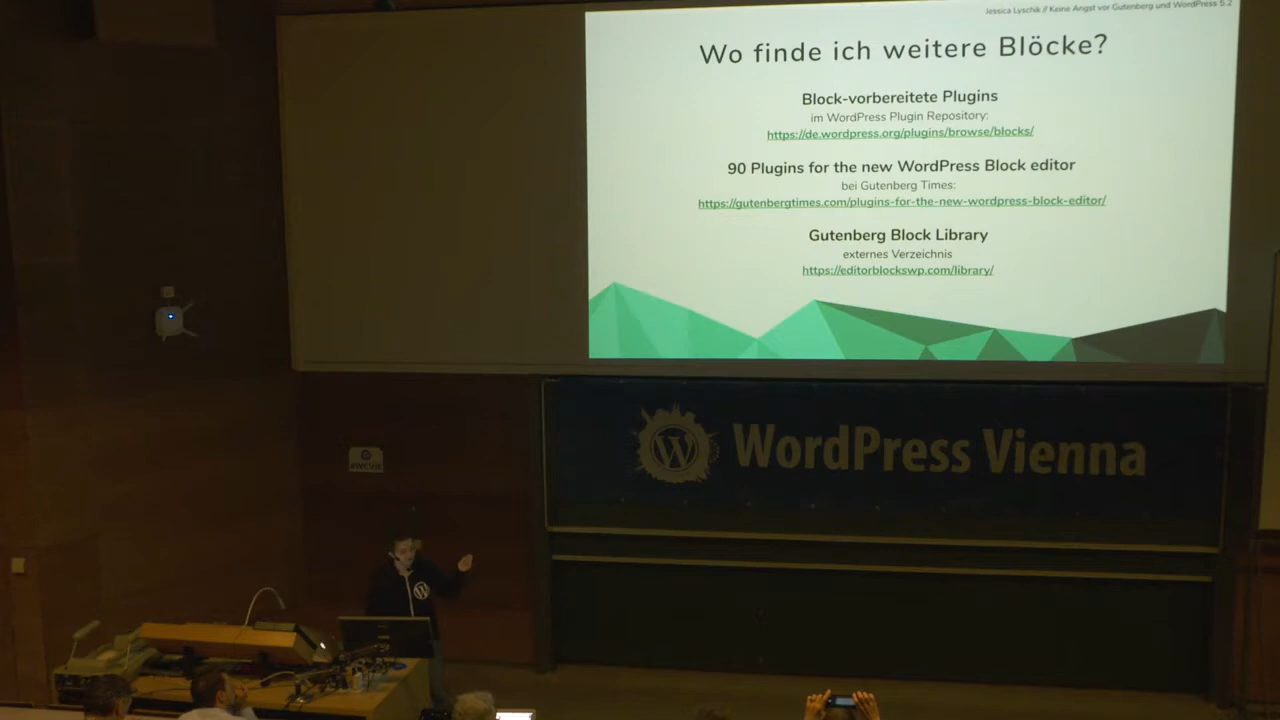 Jessica Lyschik // Keine Angst vor Gutenberg und WordPress 5.2
Wo finde ich weitere Blöcke?
Block-vorbereitete Plugins
im WordPress Plugin Repository:
https://de.wordpress.org/plugins/browse/blocks/
90 Plugins for the new WordPress Block editor
bei Gutenberg Times:
https://gutenbergtimes.com/plugins-for-the-new-wordpress-block-editor/
Gutenberg Block Library
externes Verzeichnis
https://editorblockswp.com/library/
WordPress Vienna
#WCVIE